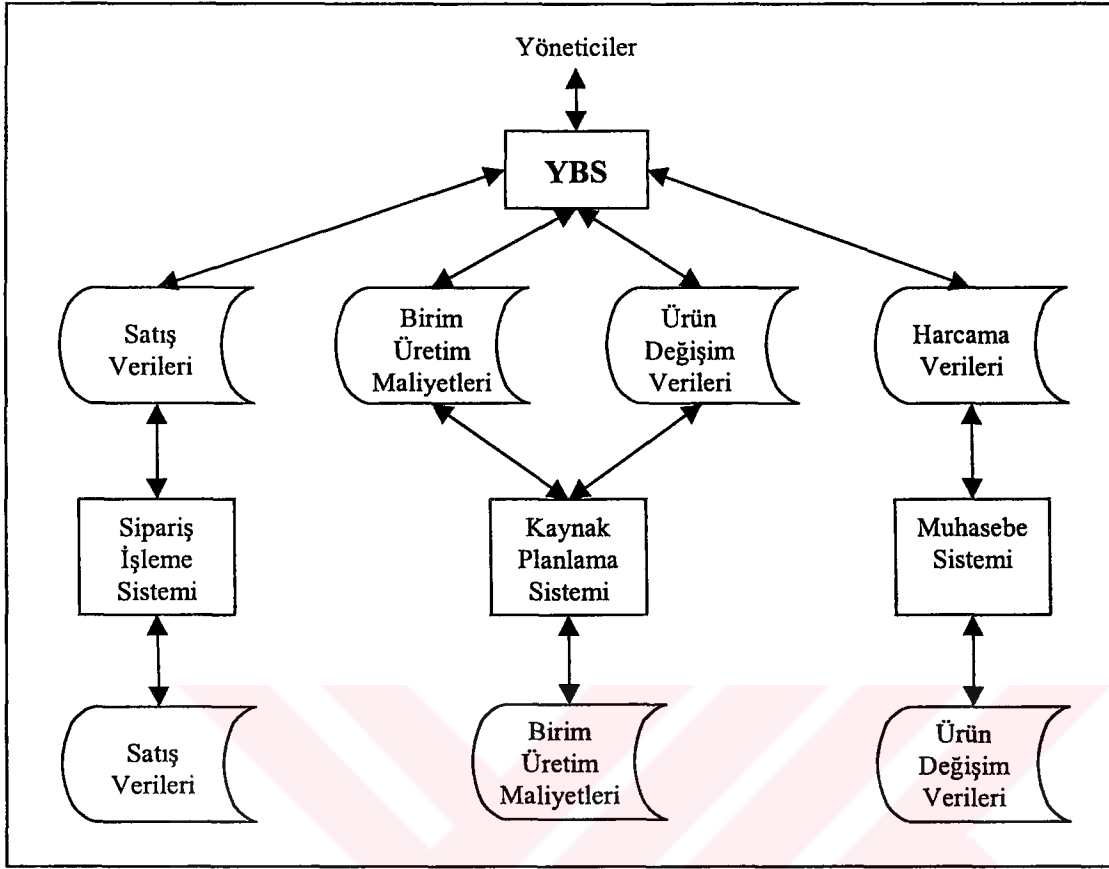 Yöneticiler
YBS
Satış
Verileri
Birim
Üretim
Maliyetleri
Ürün
Değişim
Verileri
Harcama
Verileri
Sipariş
İşleme
Sistemi
Kaynak
Planlama
Sistemi
Muhasebe
Sistemi
Satış
Verileri
Birim
Üretim
Maliyetleri
Ürün
Değişim
Verileri